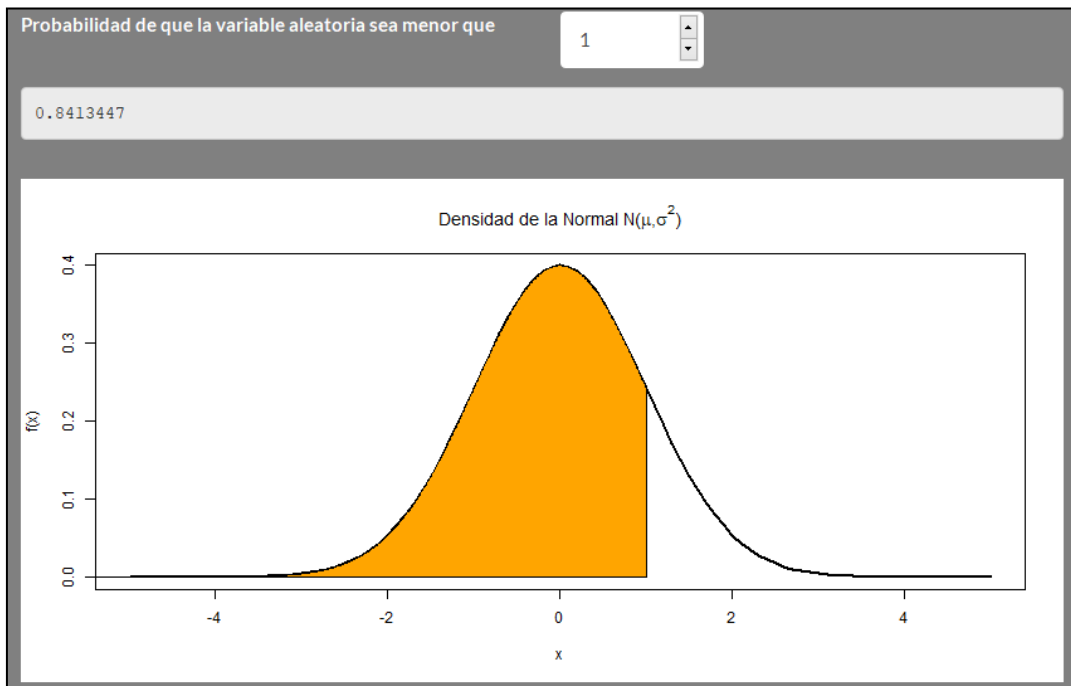 Probabilidad de que la variable aleatoria sea menor que 1
0.8413447
Densidad de la Normal N(μ,σ²)
f(x)
0.4
0.3
0.2
0.1
0.0
-4 -2 0 2 4
x